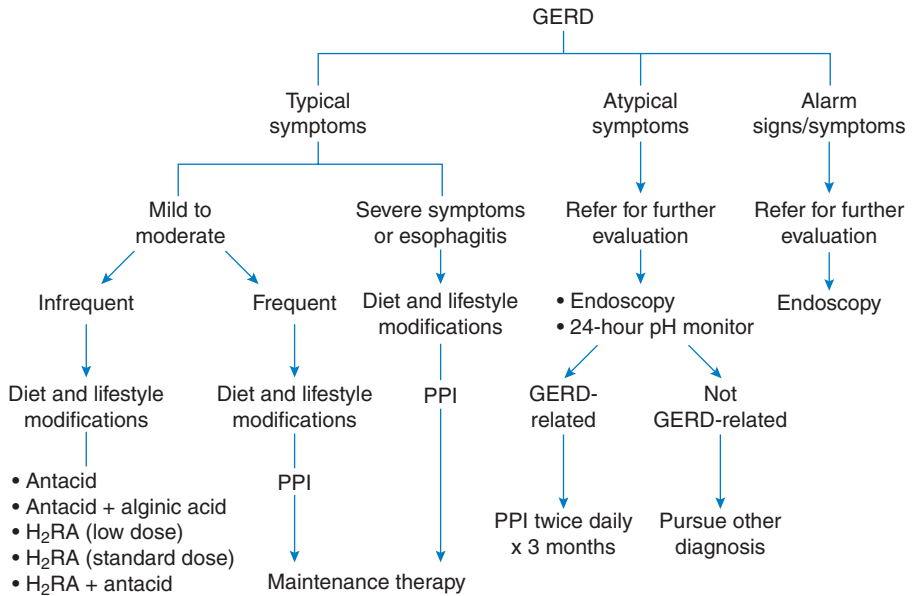 GERD
Typical
symptoms
Atypical
symptoms
Alarm
signs/symptoms
Mild to
moderate
Severe symptoms
or esophagitis
Refer for further
evaluation
Refer for further
evaluation
Infrequent
Frequent
Diet and lifestyle
modifications
• Endoscopy
• 24-hour pH monitor
Endoscopy
Diet and lifestyle
modifications
Diet and lifestyle
modifications
PPI
GERD-
related
Not
GERD-related
• Antacid
• Antacid + alginic acid
• H₂RA (low dose)
• H₂RA (standard dose)
• H₂RA + antacid
PPI
Maintenance therapy
PPI twice daily
x 3 months
Pursue other
diagnosis